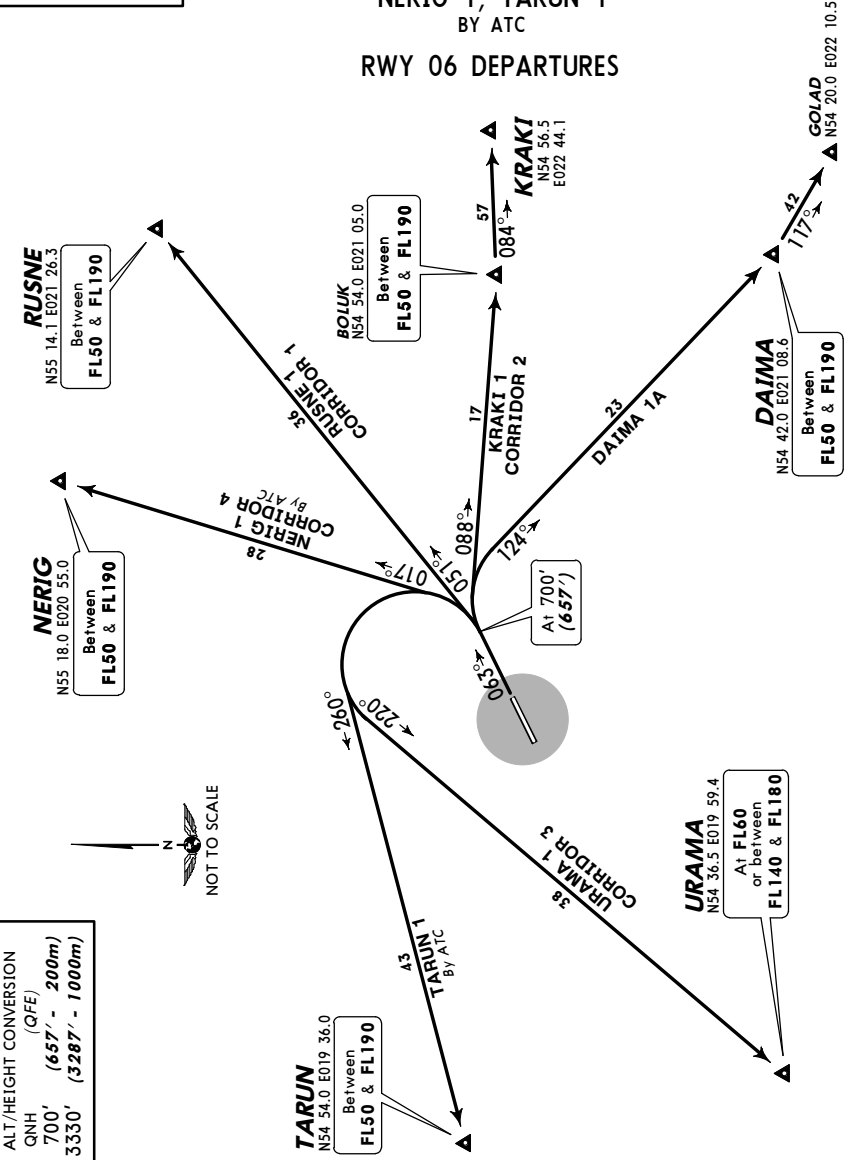 NERIG 1, TARUN 1
BY ATC
RWY 06 DEPARTURES
ALT/HEIGHT CONVERSION
QNH (QFE)
700' (657' - 200m)
3330' (3287' - 1000m)
NOT TO SCALE
N
NERIG
N55 18.0 E020 55.0
Between
FL50 & FL190
RUSNE
N55 14.1 E021 26.3
Between
FL50 & FL190
BOLUK
N54 54.0 E021 05.0
Between
FL50 & FL190
KRAKI
N54 56.5
E022 44.1
GOLAD
N54 20.0 E022 10.5
DAIMA
N54 42.0 E021 08.6
Between
FL50 & FL190
URAMA
N54 36.5 E019 59.4
At FL60
or between
FL140 & FL180
TARUN
N54 54.0 E019 36.0
Between
FL50 & FL190
28
NERIG 1
CORRIDOR 4
By ATC
017°
36
RUSNE 1
CORRIDOR 1
051°
17
KRAKI 1
CORRIDOR 2
088°
57
084°
23
DAIMA 1A
124°
42
117°
At 700'
(657')
063°
260°
220°
43
TARUN 1
By ATC
38
URAMA 1
CORRIDOR 3